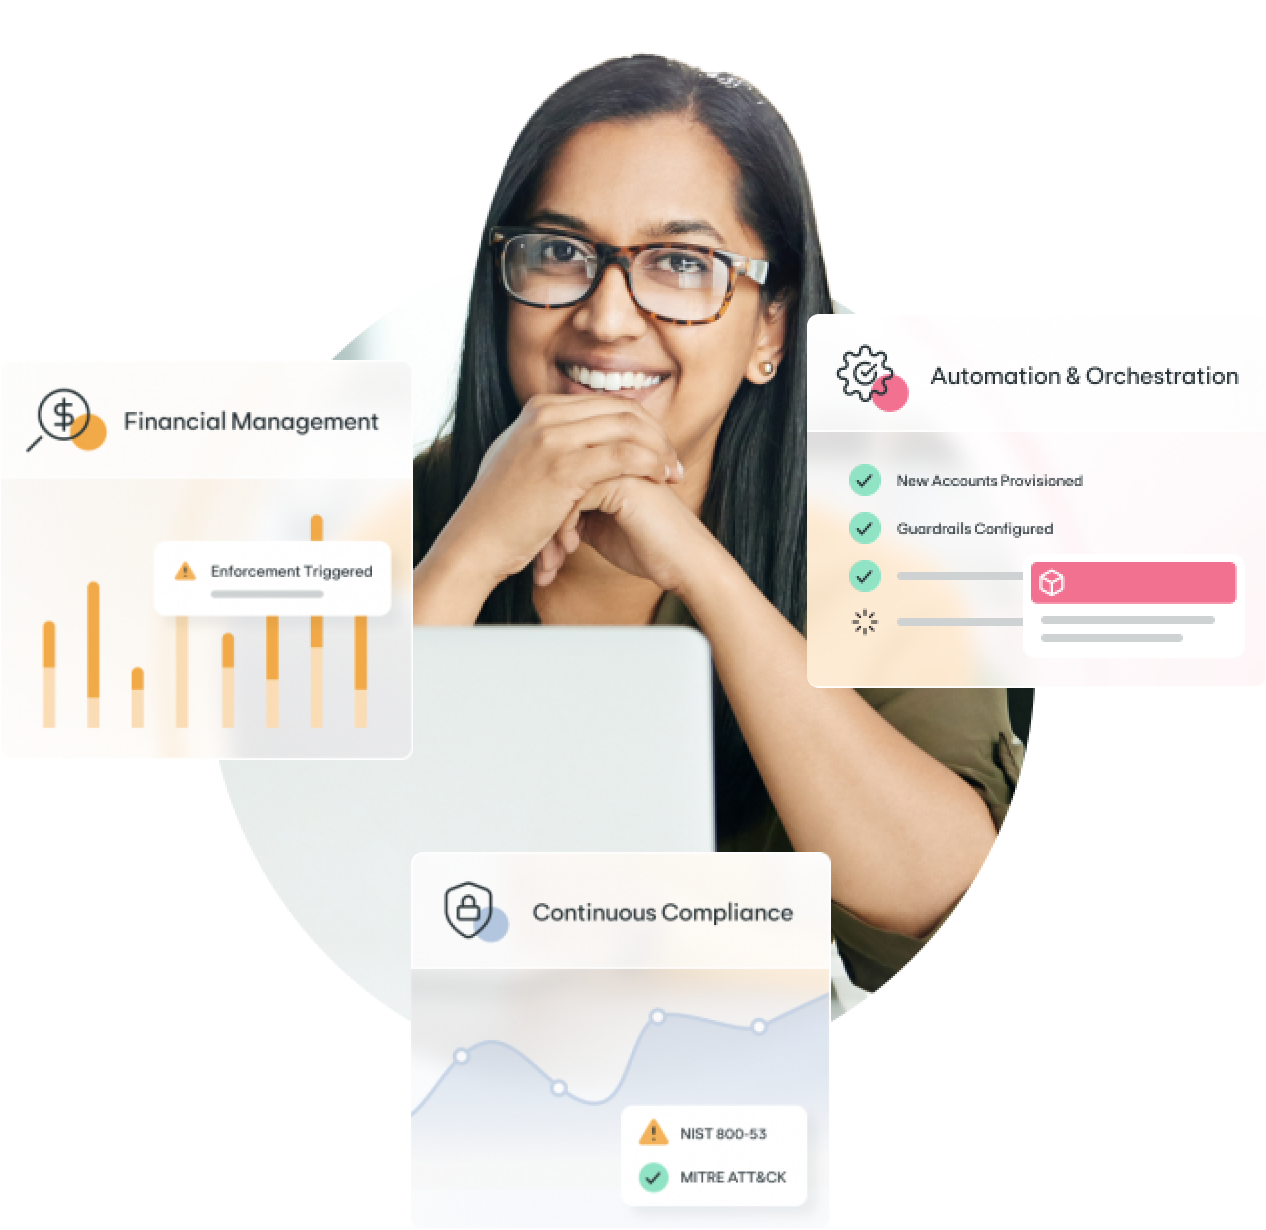 Financial Management
Enforcement Triggered
Automation & Orchestration
New Accounts Provisioned
Guardrails Configured
Continuous Compliance
NIST 800-53
MITRE ATT&CK